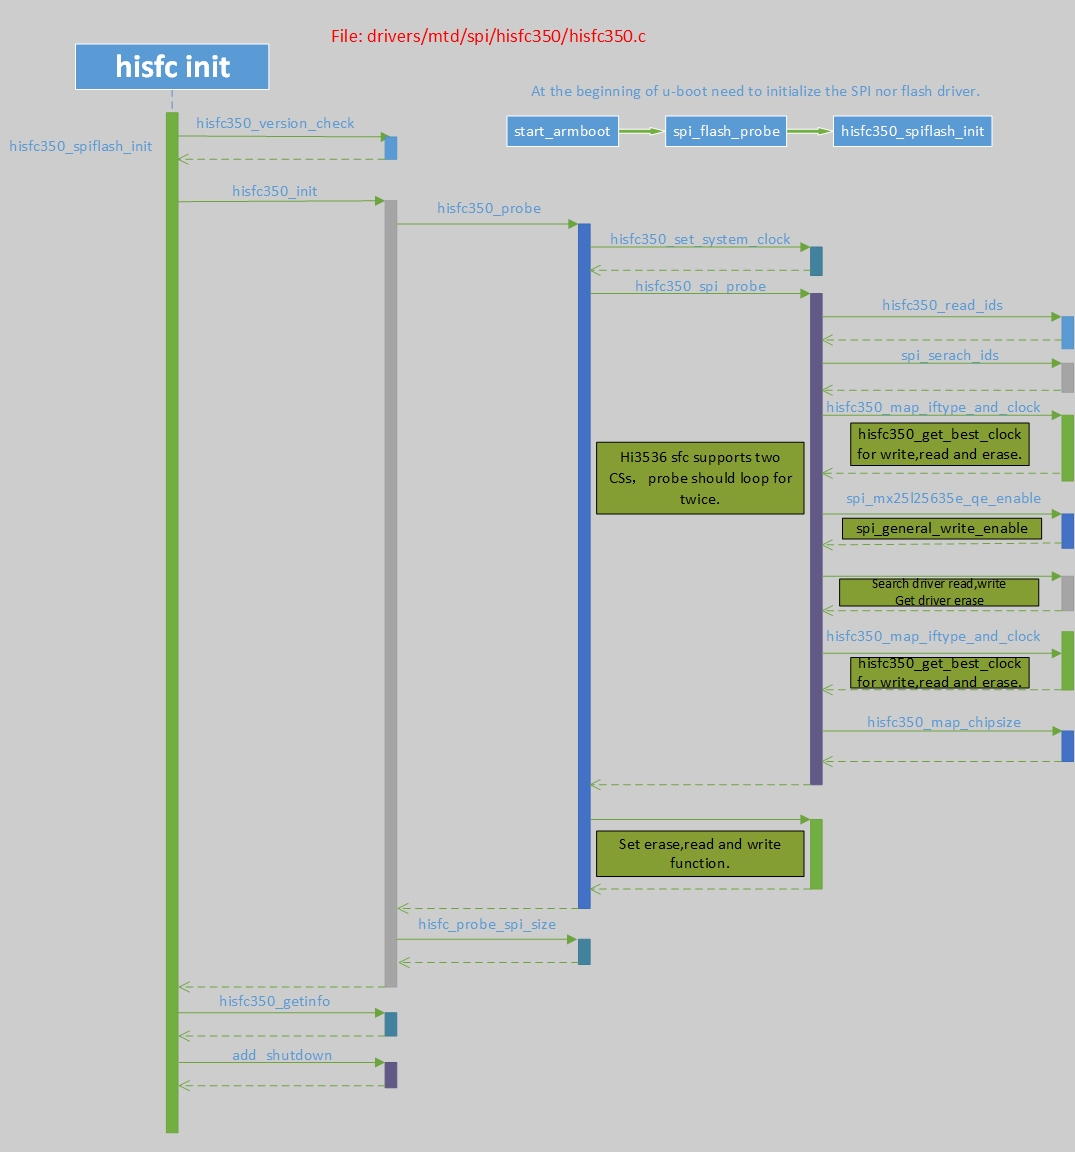 File: drivers/mtd/spi/hisfc350/hisfc350.c
hisfc init
At the beginning of u-boot need to initialize the SPI nor flash driver.
start_armboot
spi_flash_probe
hisfc350_spiflash_init
hisfc350_version_check
hisfc350_spiflash_init
hisfc350_init
hisfc350_probe
hisfc350_set_system_clock
hisfc350_spi_probe
hisfc350_read_ids
spi_serach_ids
hisfc350_map_iftype_and_clock
hisfc350_get_best_clock
for write,read and erase.
Hi3536 sfc supports two
CSs， probe should loop for
twice.
spi_mx25l25635e_qe_enable
spi_general_write_enable
Search driver read,write
Get driver erase
hisfc350_map_iftype_and_clock
hisfc350_get_best_clock
for write,read and erase.
hisfc350_map_chipsize
Set erase,read and write
function.
hisfc_probe_spi_size
hisfc350_getinfo
add_shutdown